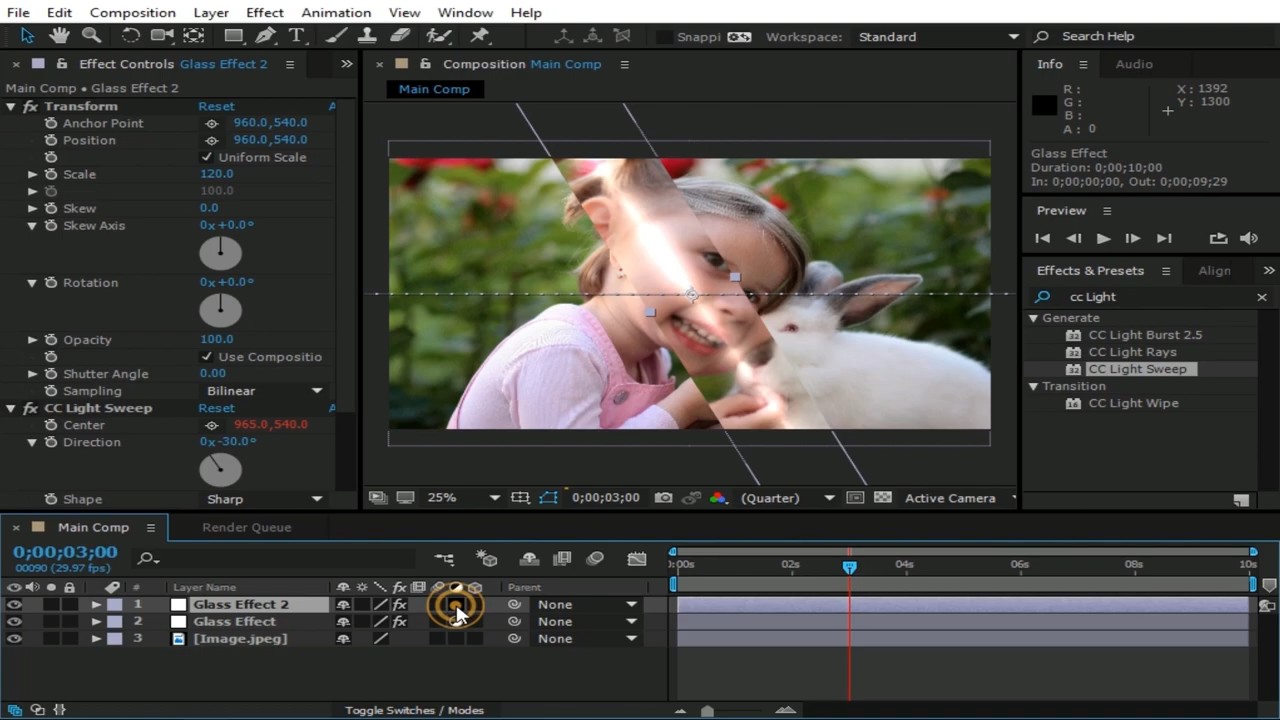 File Edit Composition Layer Effect Animation View Window Help
Snappi Workspace: Standard Search Help
Effect Controls Glass Effect 2
Main Comp • Glass Effect 2
fx Transform Reset A
Anchor Point 960.0,540.0
Position 960.0,540.0
Uniform Scale
Scale 120.0
100.0
Skew 0.0
Skew Axis 0x+0.0°
Rotation 0x+0.0°
Opacity 100.0
Use Compositio
Shutter Angle 0.00
Sampling Bilinear
fx CC Light Sweep Reset A
Center 965.0,540.0
Direction 0x-30.0°
Shape Sharp
Composition Main Comp
Main Comp
25% 0;00;03;00 (Quarter) Active Camera
Info Audio
R : X : 1392
G : Y : 1300
B :
A : 0
Glass Effect
Duration: 0;00;10;00
In: 0;00;00;00, Out: 0;00;09;29
Preview
Effects & Presets Align
cc Light
Generate
32 CC Light Burst 2.5
32 CC Light Rays
32 CC Light Sweep
Transition
16 CC Light Wipe
Main Comp Render Queue
0;00;03;00
00090 (29.97 fps)
:00s 02s 04s 06s 08s 10s
# Layer Name fx Parent
1 Glass Effect 2 fx None
2 Glass Effect fx None
3 [Image.jpeg] None
Toggle Switches / Modes